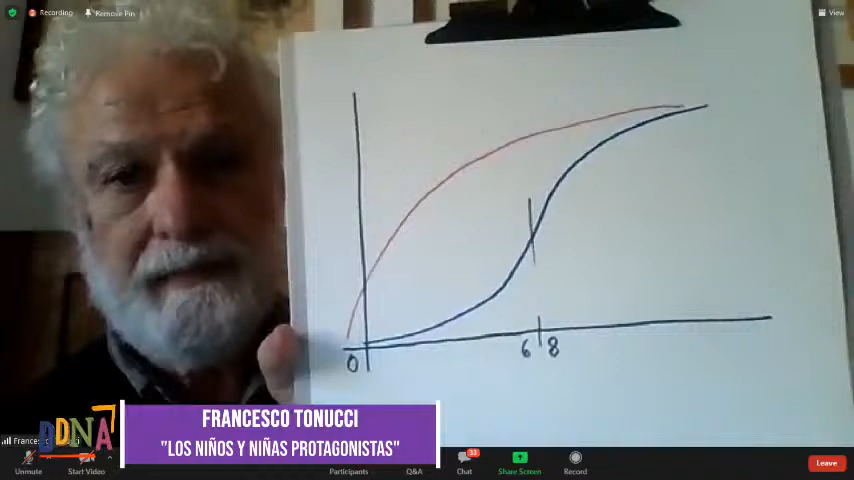 Recording
Remove Pin
View
0
6 8
FRANCESCO TONUCCI
"LOS NIÑOS Y NIÑAS PROTAGONISTAS"
DDNA
Unmute
Start Video
Participants
Q&A
33
Chat
Share Screen
Record
Leave